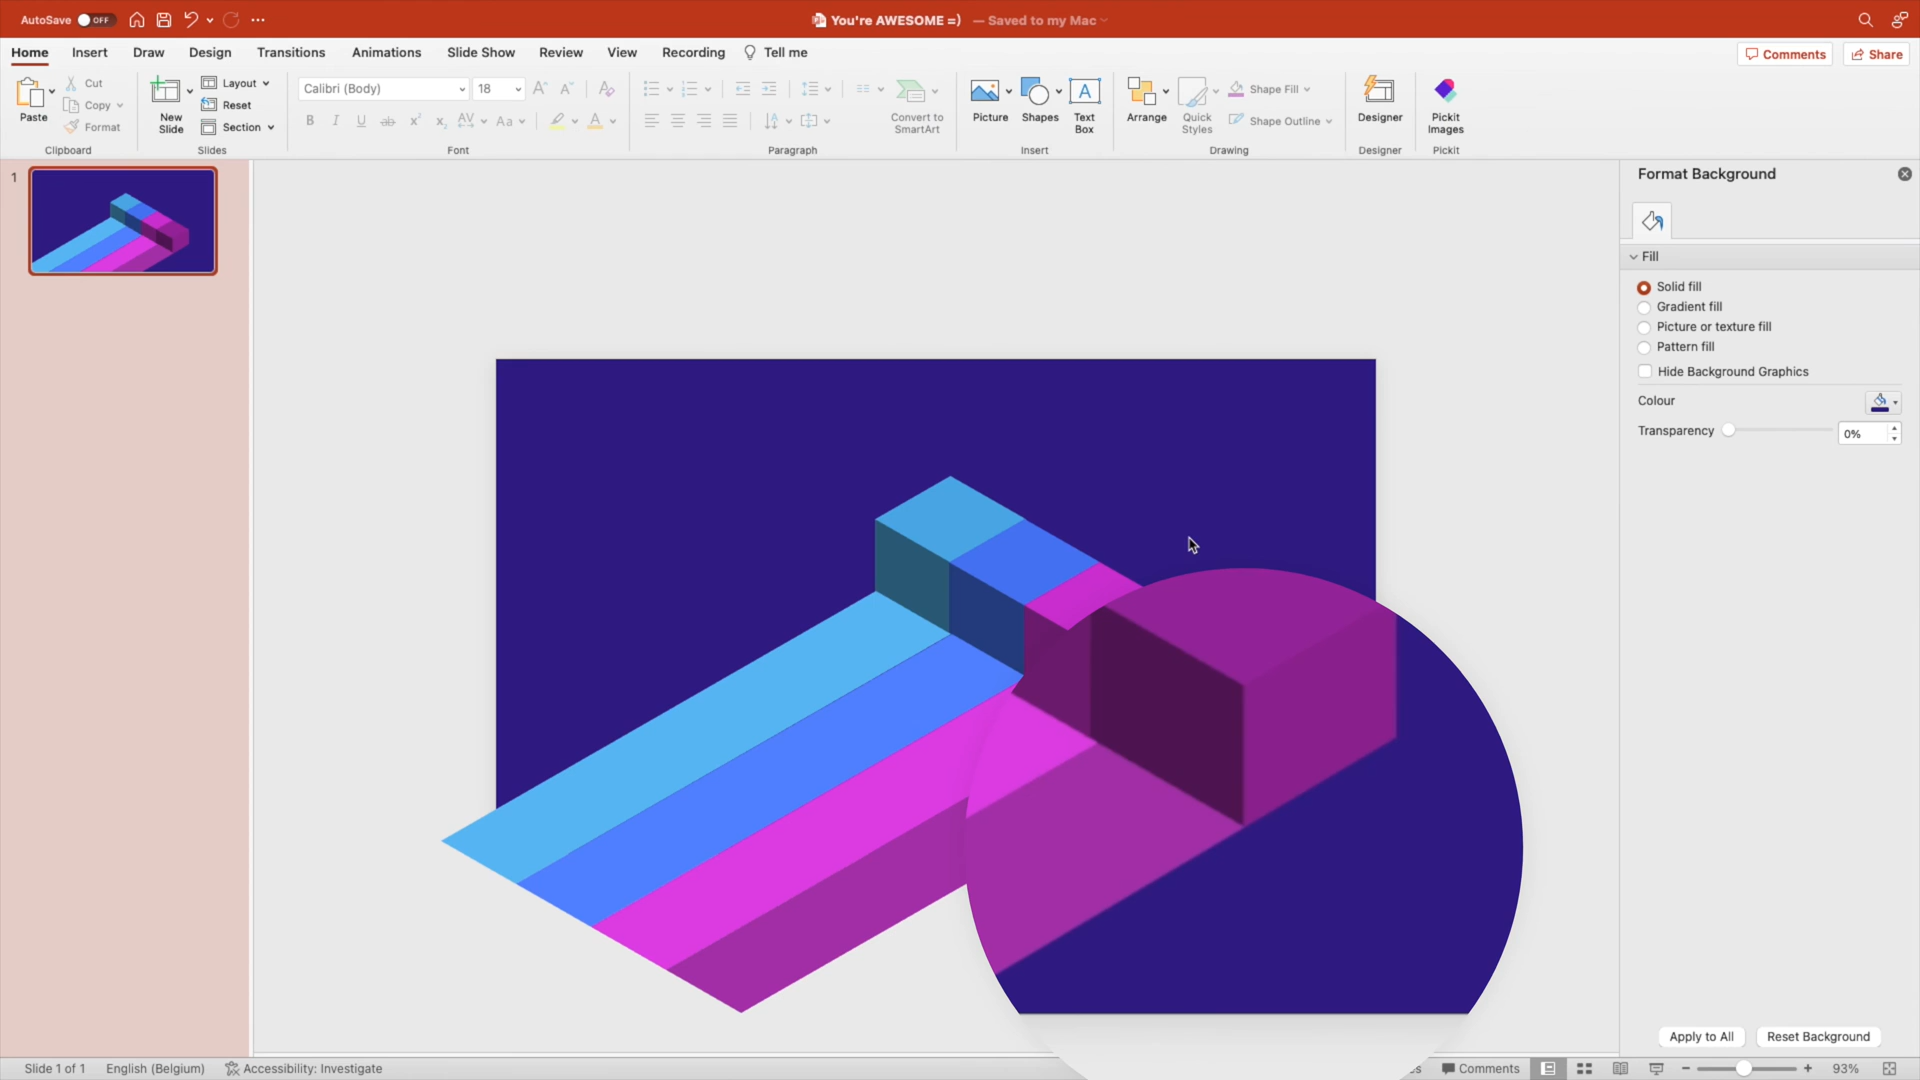 AutoSave OFF
You're AWESOME =) — Saved to my Mac
Home Insert Draw Design Transitions Animations Slide Show Review View Recording Tell me Comments Share
Paste
Cut
Copy
Format
Clipboard
New Slide
Layout
Reset
Section
Slides
Calibri (Body) 18
B I U ab x² x₂ AV Aa A
Font
Convert to SmartArt
Paragraph
Picture
Shapes
Text Box
Insert
Arrange
Quick Styles
Shape Fill
Shape Outline
Drawing
Designer
Designer
Pickit Images
Pickit
1
Format Background
Fill
Solid fill
Gradient fill
Picture or texture fill
Pattern fill
Hide Background Graphics
Colour
Transparency 0%
Apply to All Reset Background
Slide 1 of 1 English (Belgium) Accessibility: Investigate Comments 93%